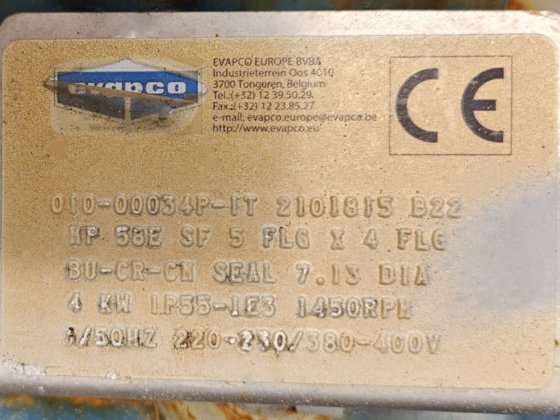 evapco
EVAPCO EUROPE BVBA
Industrieterrein Oos 4010
3700 Tongeren, Belgium
Tel.:(+32) 12 39.50.29
Fax.:(+32) 12 23.85.27
e-mail: evapco.europe@evapco.be
http://www.evapco.eu
CE
010-00034P-IT 2101815 B22
WP 58E SF 5 FLG X 4 FLG
BU-CR-CN SEAL 7.13 DIA
4 KW IP55-IE3 1450RPM
3/50HZ 220-230/380-400V